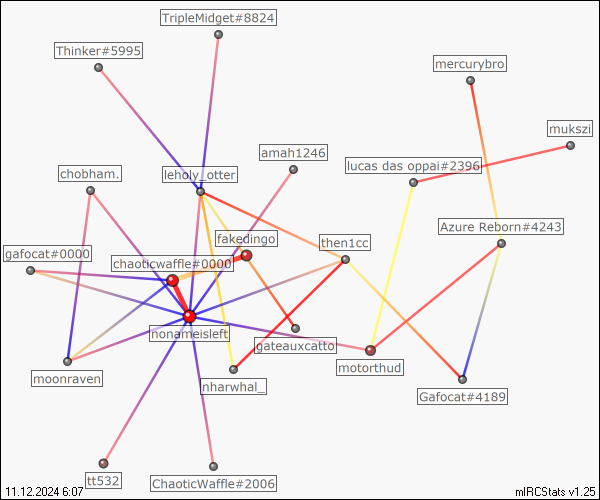 TripleMidget#8824
Thinker#5995
mercurybro
mukszi
amah1246
lucas das oppai#2396
chobham.
leholy_otter
Azure Reborn#4243
fakedingo
then1cc
gafocat#0000
chaoticwaffle#0000
nonameisleft
gateauxcatto
motorthud
moonraven
nharwhal_
Gafocat#4189
tt532
ChaoticWaffle#2006
11.12.2024 6:07
mIRCStats v1.25